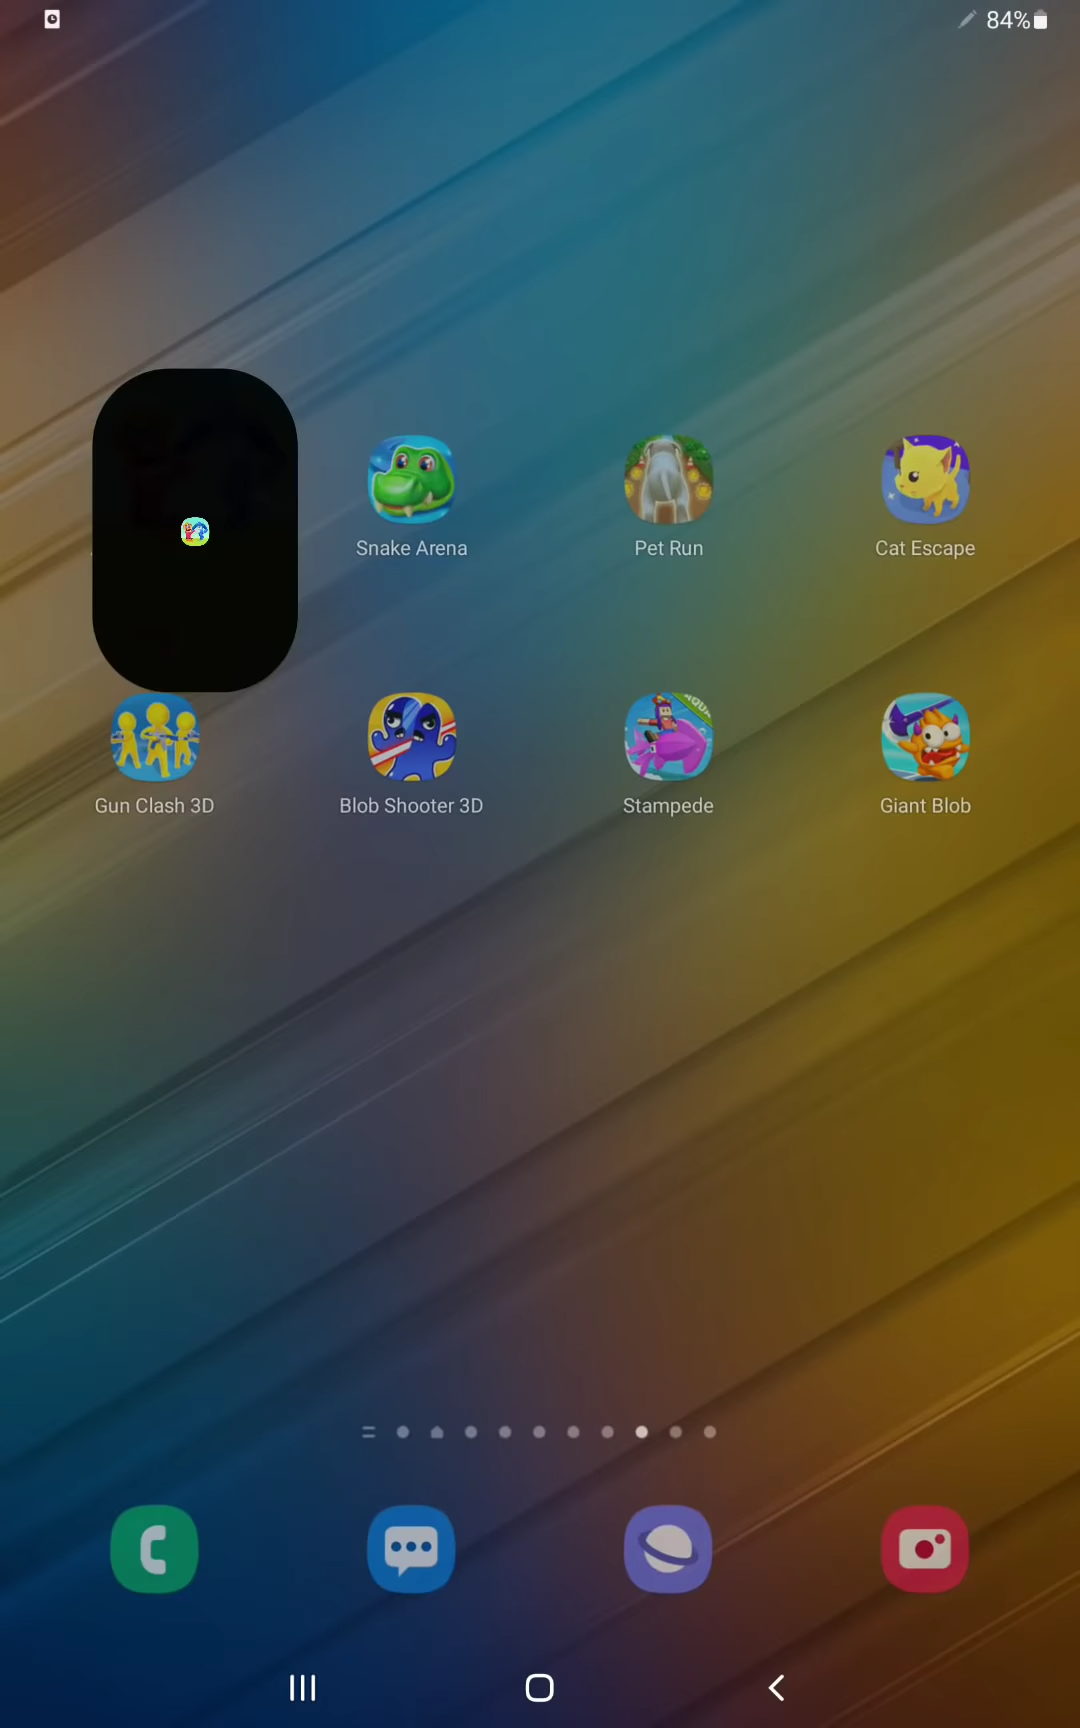 84%
Snake Arena
Pet Run
Cat Escape
Gun Clash 3D
Blob Shooter 3D
Stampede
Giant Blob